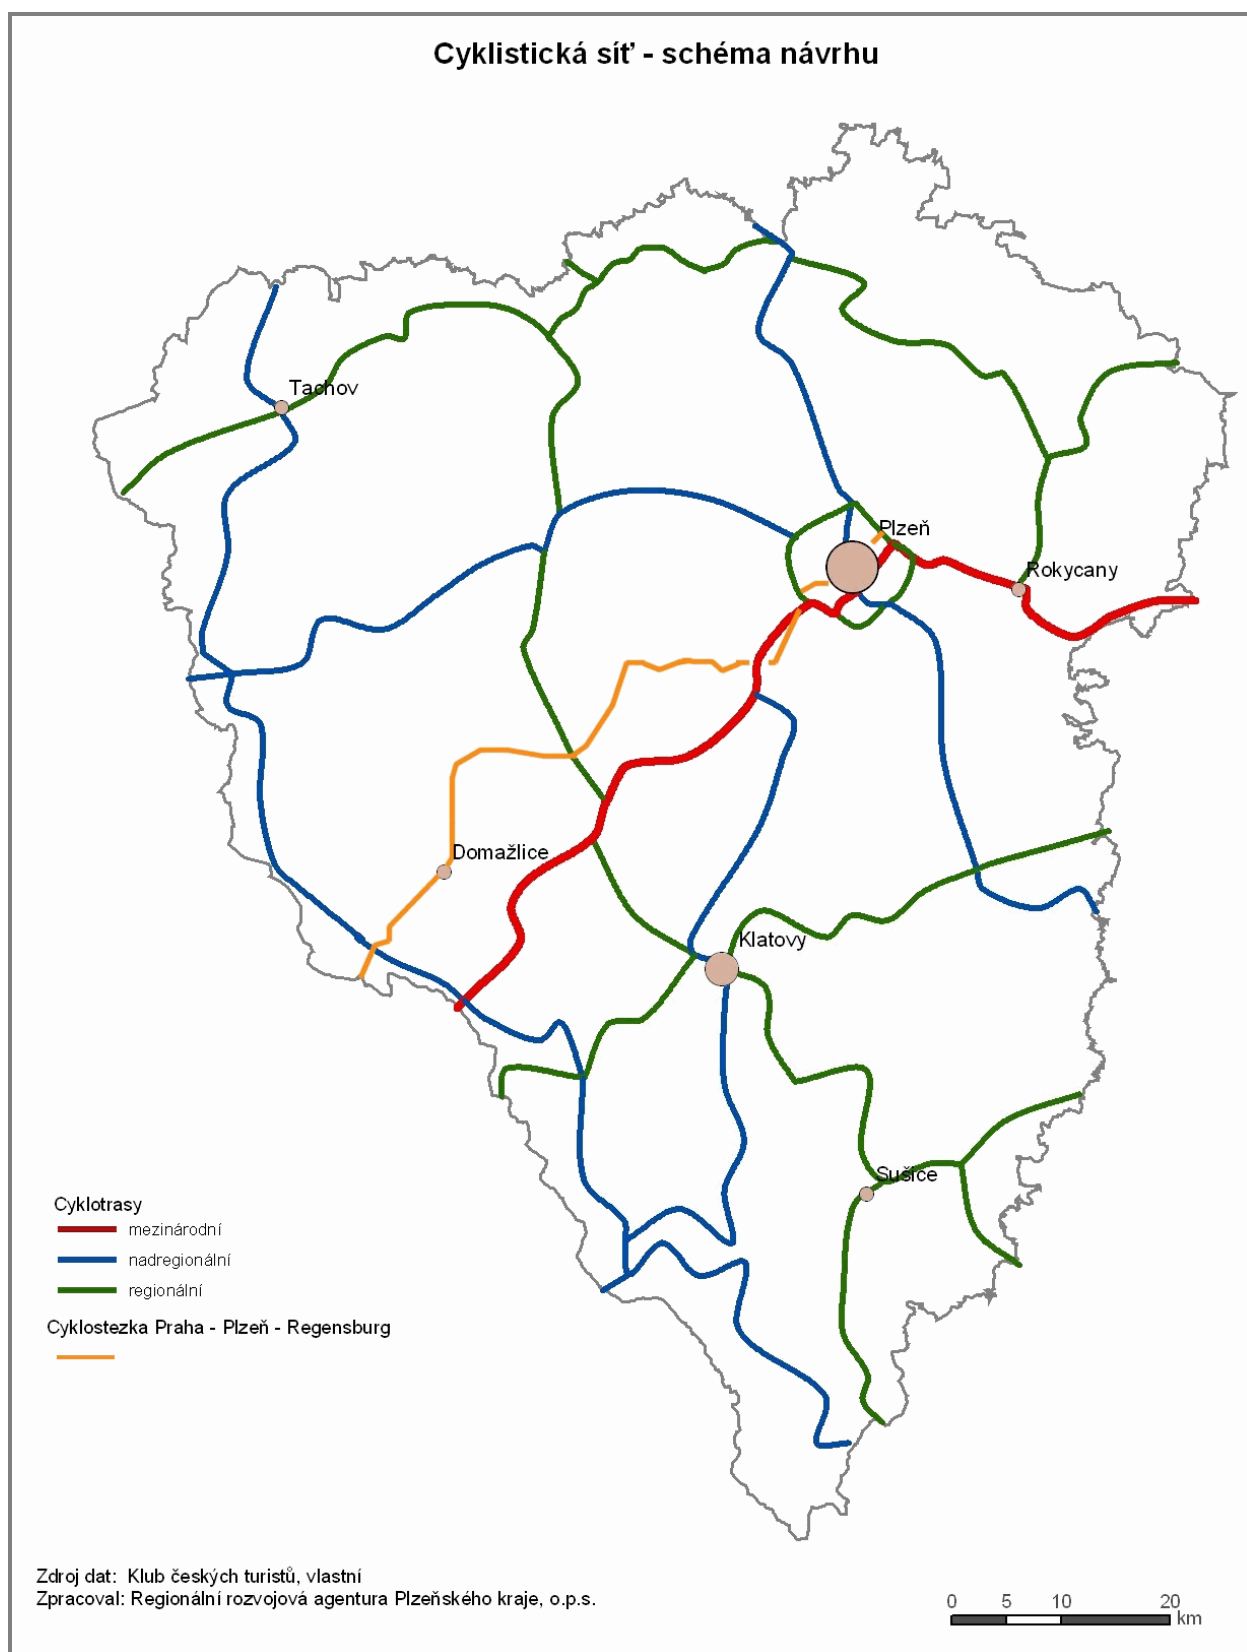 Cyklistická síť - schéma návrhu
Tachov
Plzeň
Rokycany
Domažlice
Klatovy
Sušice
Cyklotrasy
mezinárodní
nadregionální
regionální
Cyklostezka Praha - Plzeň - Regensburg
Zdroj dat: Klub českých turistů, vlastní
Zpracoval: Regionální rozvojová agentura Plzeňského kraje, o.p.s.
0 5 10 20
km